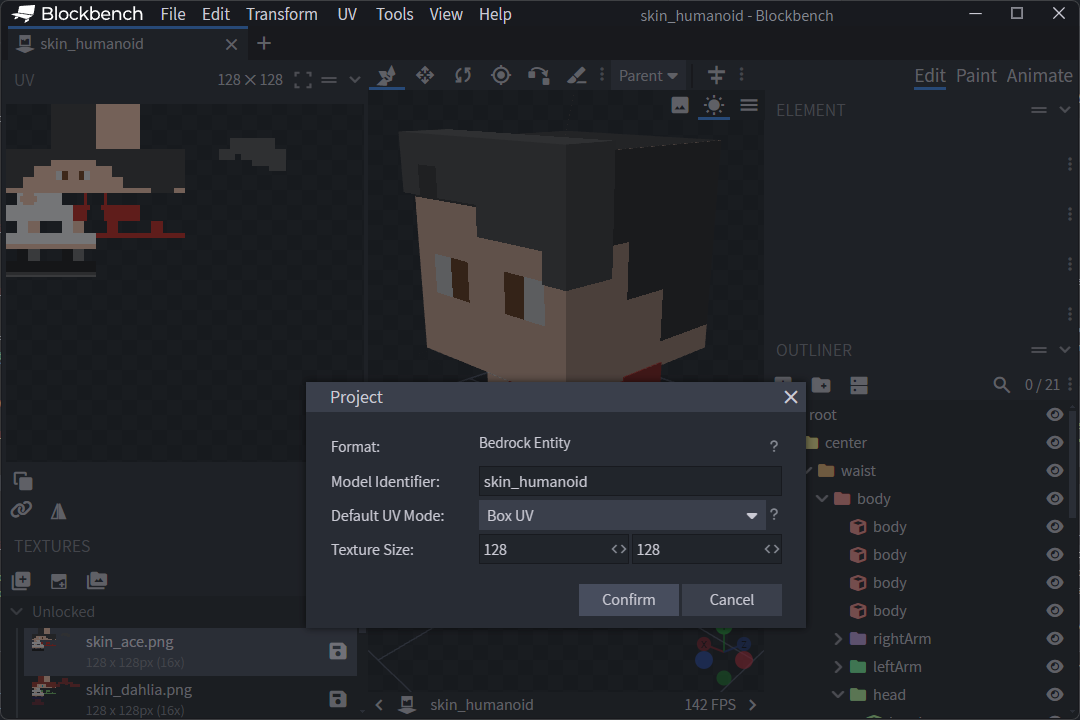 Blockbench File Edit Transform UV Tools View Help skin_humanoid - Blockbench
skin_humanoid
UV 128×128 Parent Edit Paint Animate
ELEMENT
OUTLINER
0 / 21
root
center
waist
body
body
body
body
body
rightArm
leftArm
head
Project
Format: Bedrock Entity ?
Model Identifier: skin_humanoid
Default UV Mode: Box UV ?
Texture Size: 128 128
Confirm Cancel
TEXTURES
Unlocked
skin_ace.png
128 x 128px (16x)
skin_dahlia.png
128 x 128px (16x)
skin_humanoid 142 FPS